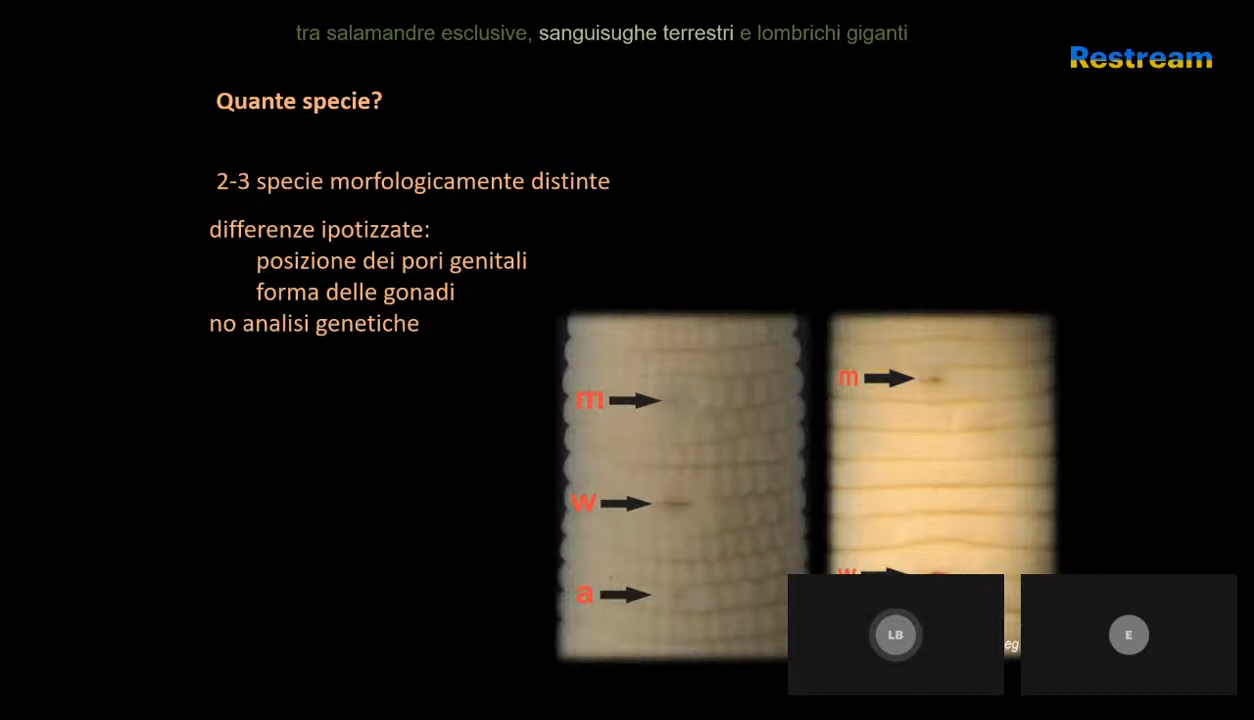 tra salamandre esclusive, sanguisughe terrestri e lombrichi giganti
Restream
Quante specie?
2-3 specie morfologicamente distinte
differenze ipotizzate:
posizione dei pori genitali
forma delle gonadi
no analisi genetiche
m
m
w
w
a
LB
E